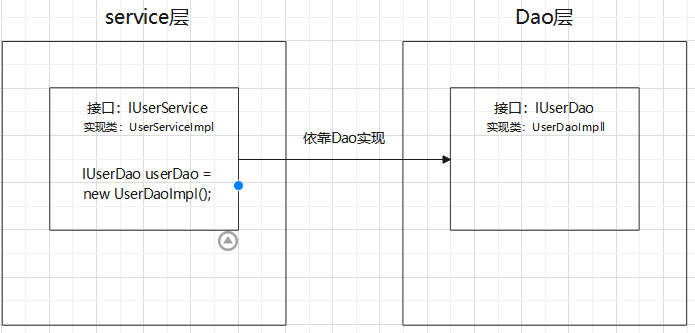 service层
Dao层
接口：IUserService
实现类：UserServiceImpl
IUserDao userDao =
new UserDaoImpl();
依靠Dao实现
接口：IUserDao
实现类：UserDaoImpll